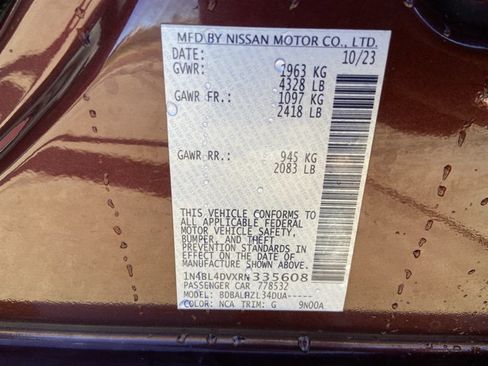 MFD BY NISSAN MOTOR CO., LTD.
DATE: 10/23
GVWR: 1963 KG
4328 LB
GAWR FR.: 1097 KG
2418 LB
GAWR RR.: 945 KG
2083 LB
THIS VEHICLE CONFORMS TO
ALL APPLICABLE FEDERAL
MOTOR VEHICLE SAFETY,
BUMPER, AND THEFT
PREVENTION STANDARDS IN
EFFECT ON THE DATE OF
MANUFACTURE SHOWN ABOVE.
1N4BL4DVXRN335608
PASSENGER CAR 778532
MODEL: BDBALHZL34DUA-----
COLOR: NCA TRIM: G 9N00A